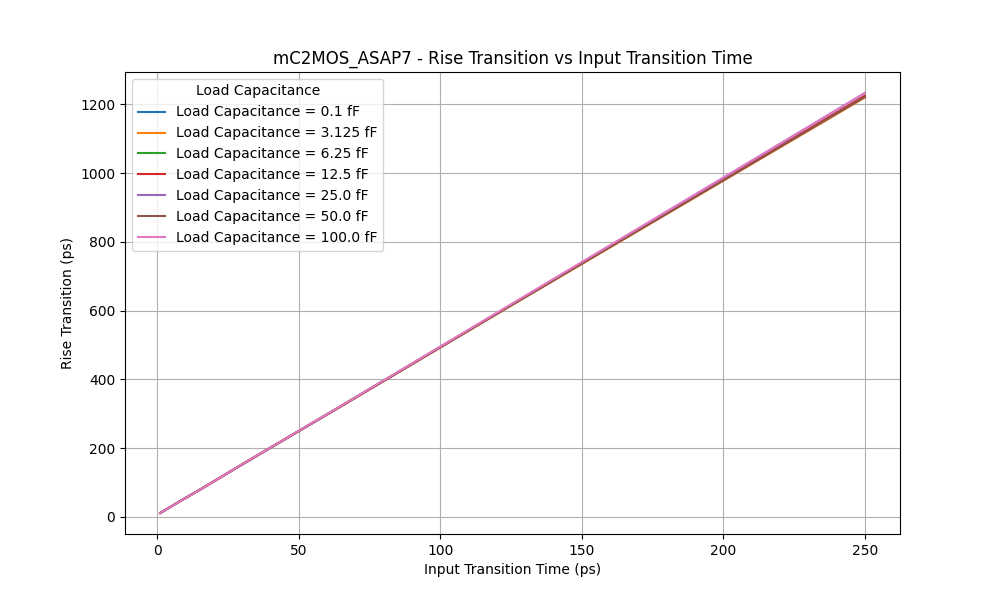 mC2MOS_ASAP7 - Rise Transition vs Input Transition Time
Load Capacitance
Load Capacitance = 0.1 fF
Load Capacitance = 3.125 fF
Load Capacitance = 6.25 fF
Load Capacitance = 12.5 fF
Load Capacitance = 25.0 fF
Load Capacitance = 50.0 fF
Load Capacitance = 100.0 fF
Rise Transition (ps)
1200
1000
800
600
400
200
0
0 50 100 150 200 250
Input Transition Time (ps)